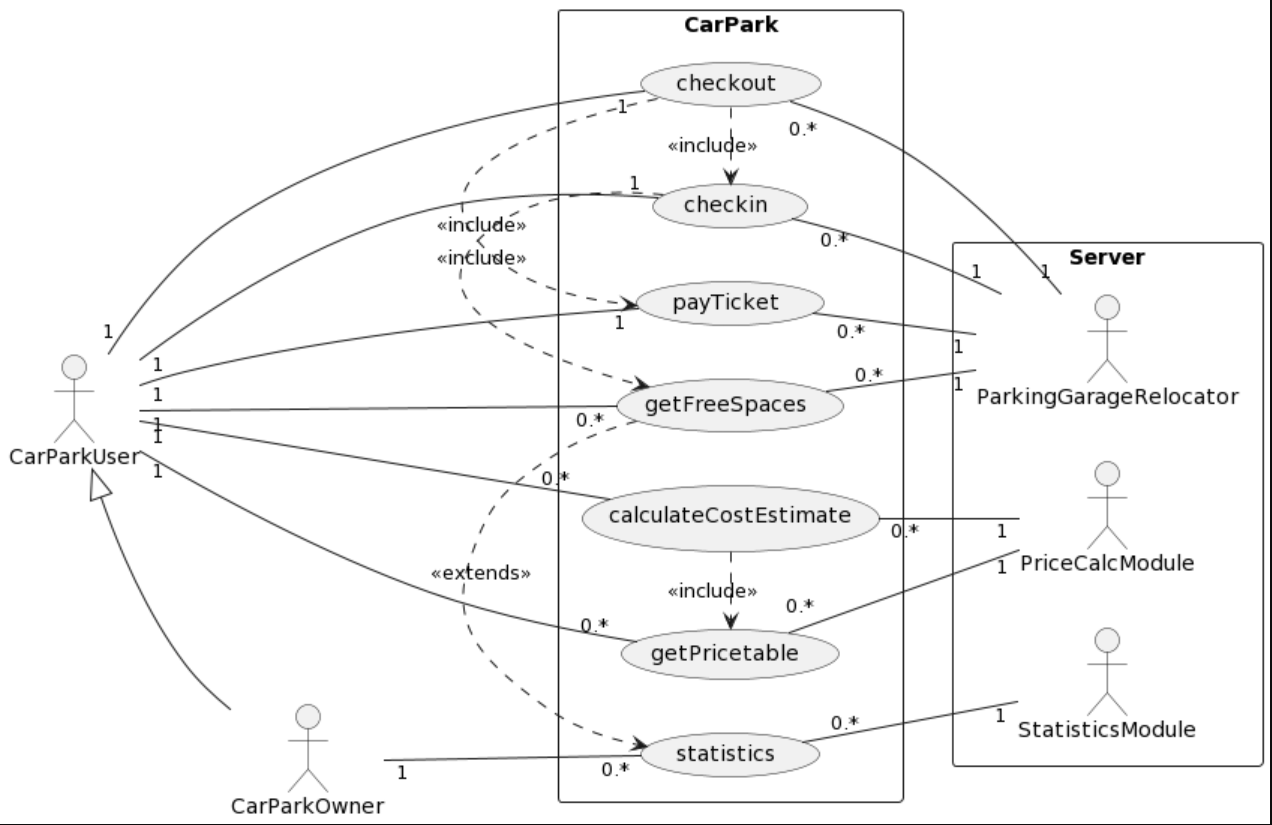 CarPark
checkout
1
0.*
«include»
1
checkin
«include»
0.*
«include»
Server
1
1
payTicket
1
0.*
1
1
1
ParkingGarageRelocator
getFreeSpaces
0.*
1
1
0.*
1
1
CarParkUser
1
0.*
calculateCostEstimate
0.*
1
PriceCalcModule
1
«extends»
«include»
0.*
0.*
getPricetable
StatisticsModule
1
0.*
statistics
1
0.*
CarParkOwner